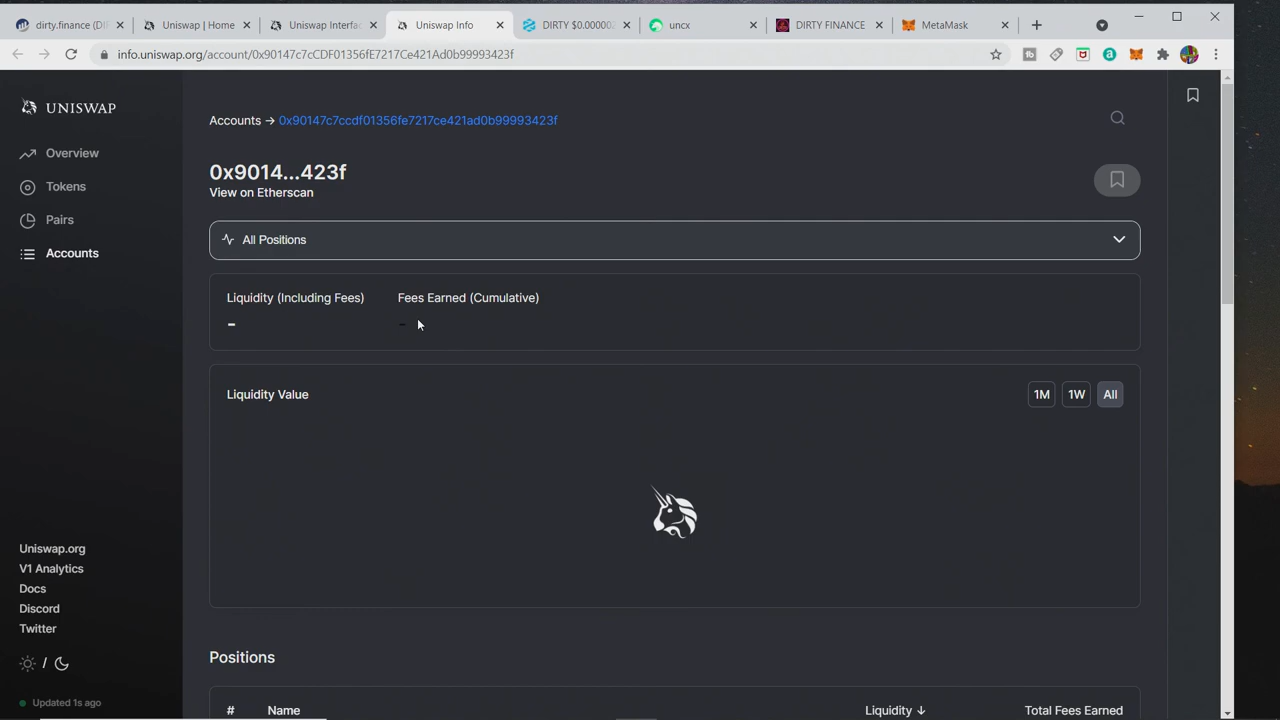 dirty.finance (DI
Uniswap | Home
Uniswap Interfac
Uniswap Info
DIRTY $0.00000
uncx
DIRTY FINANCE
MetaMask
info.uniswap.org/account/0x90147c7cCDF01356fE7217Ce421Ad0b99993423f
UNISWAP
Overview
Tokens
Pairs
Accounts
Accounts → 0x90147c7ccdf01356fe7217ce421ad0b99993423f
0x9014...423f
View on Etherscan
All Positions
Liquidity (Including Fees)
Fees Earned (Cumulative)
-
-
Liquidity Value
1M
1W
All
Positions
#
Name
Liquidity ↓
Total Fees Earned
Uniswap.org
V1 Analytics
Docs
Discord
Twitter
/
Updated 1s ago